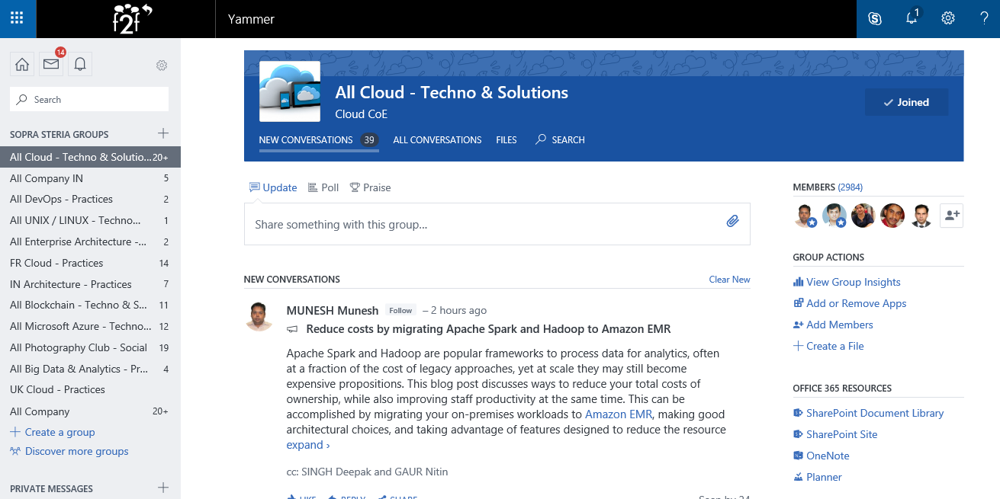 f2f
Yammer
1
?
14
Search
SOPRA STERIA GROUPS
All Cloud - Techno & Solutio... 20+
All Company IN 5
All DevOps - Practices 2
All UNIX / LINUX - Techno... 1
All Enterprise Architecture -... 2
FR Cloud - Practices 14
IN Architecture - Practices 7
All Blockchain - Techno & S... 11
All Microsoft Azure - Techno... 12
All Photography Club - Social 19
All Big Data & Analytics - Pr... 4
UK Cloud - Practices
All Company 20+
Create a group
Discover more groups
PRIVATE MESSAGES
All Cloud - Techno & Solutions
Cloud CoE
Joined
NEW CONVERSATIONS 39 ALL CONVERSATIONS FILES SEARCH
Update Poll Praise
Share something with this group...
NEW CONVERSATIONS Clear New
MUNESH Munesh Follow – 2 hours ago
Reduce costs by migrating Apache Spark and Hadoop to Amazon EMR
Apache Spark and Hadoop are popular frameworks to process data for analytics, often
at a fraction of the cost of legacy approaches, yet at scale they may still become
expensive propositions. This blog post discusses ways to reduce your total costs of
ownership, while also improving staff productivity at the same time. This can be
accomplished by migrating your on-premises workloads to Amazon EMR, making good
architectural choices, and taking advantage of features designed to reduce the resource
expand ›
cc: SINGH Deepak and GAUR Nitin
LIKE REPLY SHARE Seen by 24
MEMBERS (2984)
GROUP ACTIONS
View Group Insights
Add or Remove Apps
Add Members
Create a File
OFFICE 365 RESOURCES
SharePoint Document Library
SharePoint Site
OneNote
Planner